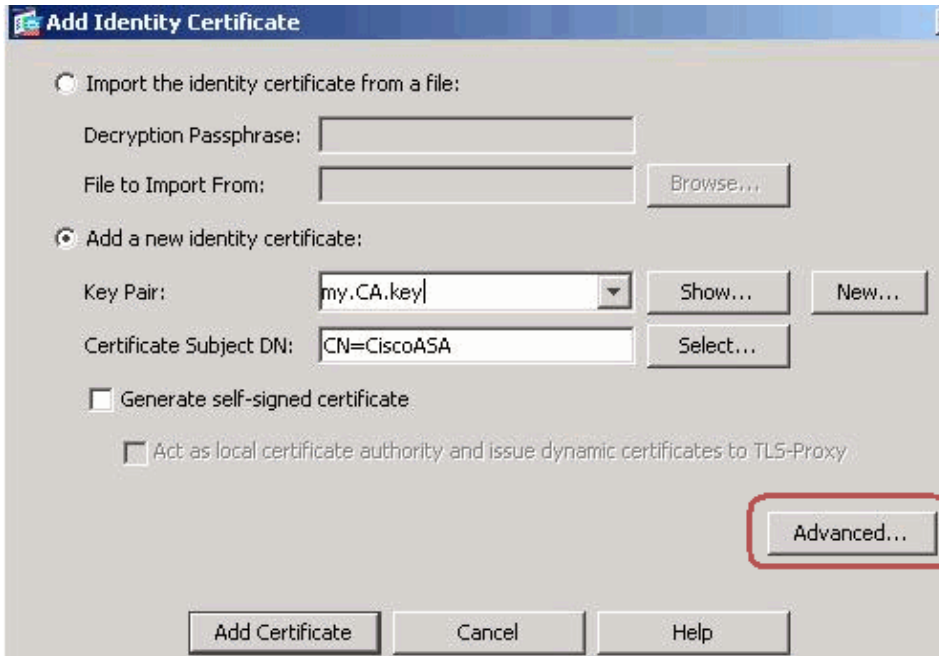 Add Identity Certificate
Import the identity certificate from a file:
Decryption Passphrase:
File to Import From: Browse...
Add a new identity certificate:
Key Pair: my.CA.key Show... New...
Certificate Subject DN: CN=CiscoASA Select...
Generate self-signed certificate
Act as local certificate authority and issue dynamic certificates to TLS-Proxy
Advanced...
Add Certificate Cancel Help